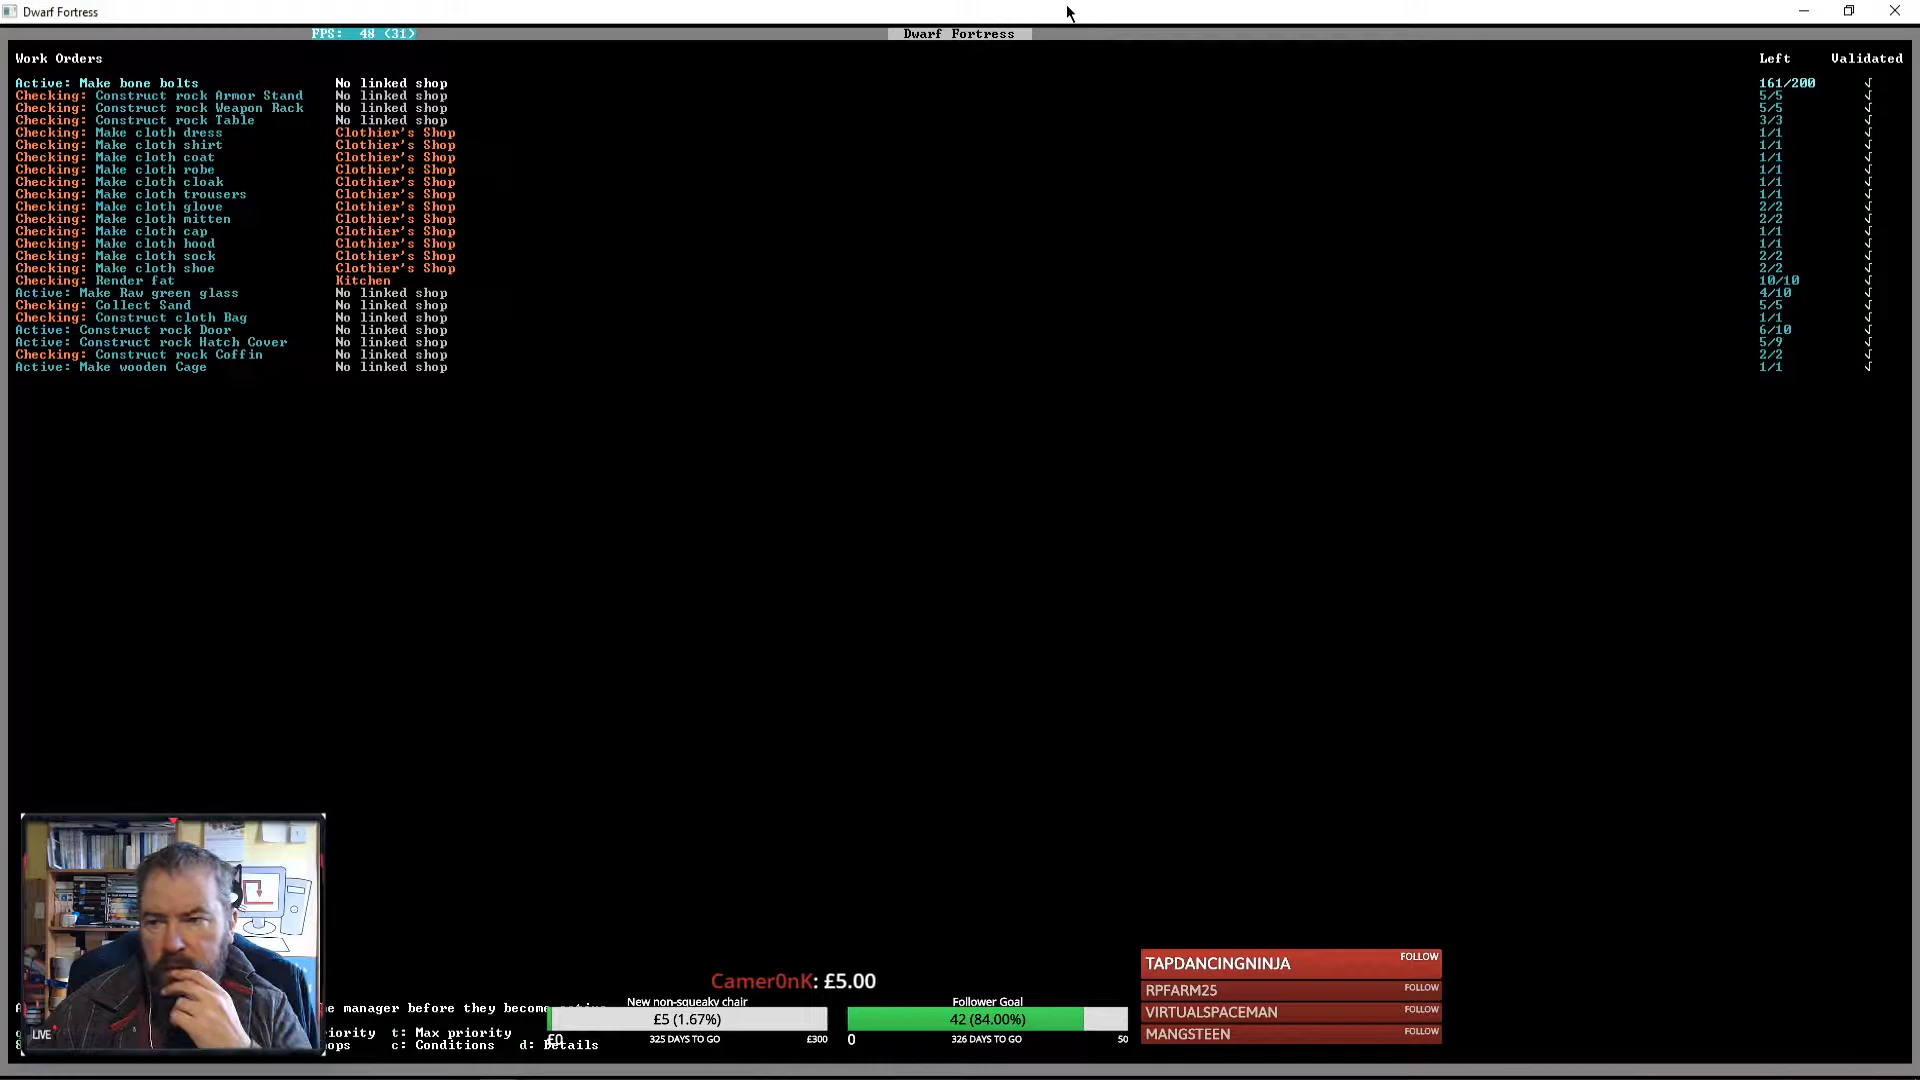 Dwarf Fortress
FPS: 48 (31)
Dwarf Fortress
Work Orders Left Validated
Active: Make bone bolts No linked shop 161/200 √
Checking: Construct rock Armor Stand No linked shop 5/5 √
Checking: Construct rock Weapon Rack No linked shop 5/5 √
Checking: Construct rock Table No linked shop 3/3 √
Checking: Make cloth dress Clothier's Shop 1/1 √
Checking: Make cloth shirt Clothier's Shop 1/1 √
Checking: Make cloth coat Clothier's Shop 1/1 √
Checking: Make cloth robe Clothier's Shop 1/1 √
Checking: Make cloth cloak Clothier's Shop 1/1 √
Checking: Make cloth trousers Clothier's Shop 1/1 √
Checking: Make cloth glove Clothier's Shop 2/2 √
Checking: Make cloth mitten Clothier's Shop 2/2 √
Checking: Make cloth cap Clothier's Shop 1/1 √
Checking: Make cloth hood Clothier's Shop 1/1 √
Checking: Make cloth sock Clothier's Shop 2/2 √
Checking: Make cloth shoe Clothier's Shop 2/2 √
Checking: Render fat Kitchen 10/10 √
Active: Make Raw green glass No linked shop 4/10 √
Checking: Collect Sand No linked shop 5/5 √
Checking: Construct cloth Bag No linked shop 1/1 √
Active: Construct rock Door No linked shop 6/10 √
Active: Construct rock Hatch Cover No linked shop 5/9 √
Checking: Construct rock Coffin No linked shop 2/2 √
Active: Make wooden Cage No linked shop 1/1 √
LIVE
e manager before they become
iority t: Max priority
ops c: Conditions d: Details
Camer0nK: £5.00
New non-squeaky chair
£5 (1.67%)
£0 325 DAYS TO GO £300
Follower Goal
42 (84.00%)
0 326 DAYS TO GO 50
TAPDANCINGNINJA FOLLOW
RPFARM25 FOLLOW
VIRTUALSPACEMAN FOLLOW
MANGSTEEN FOLLOW